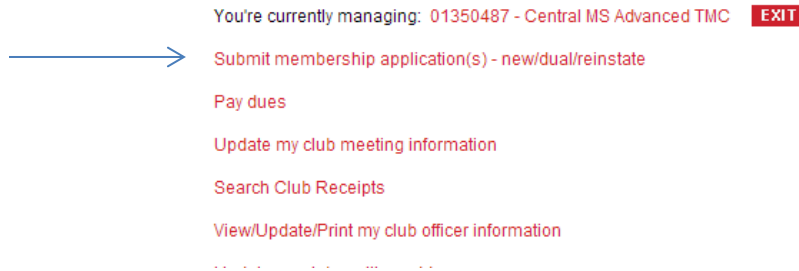 You're currently managing: 01350487 - Central MS Advanced TMC EXIT
Submit membership application(s) - new/dual/reinstate
Pay dues
Update my club meeting information
Search Club Receipts
View/Update/Print my club officer information